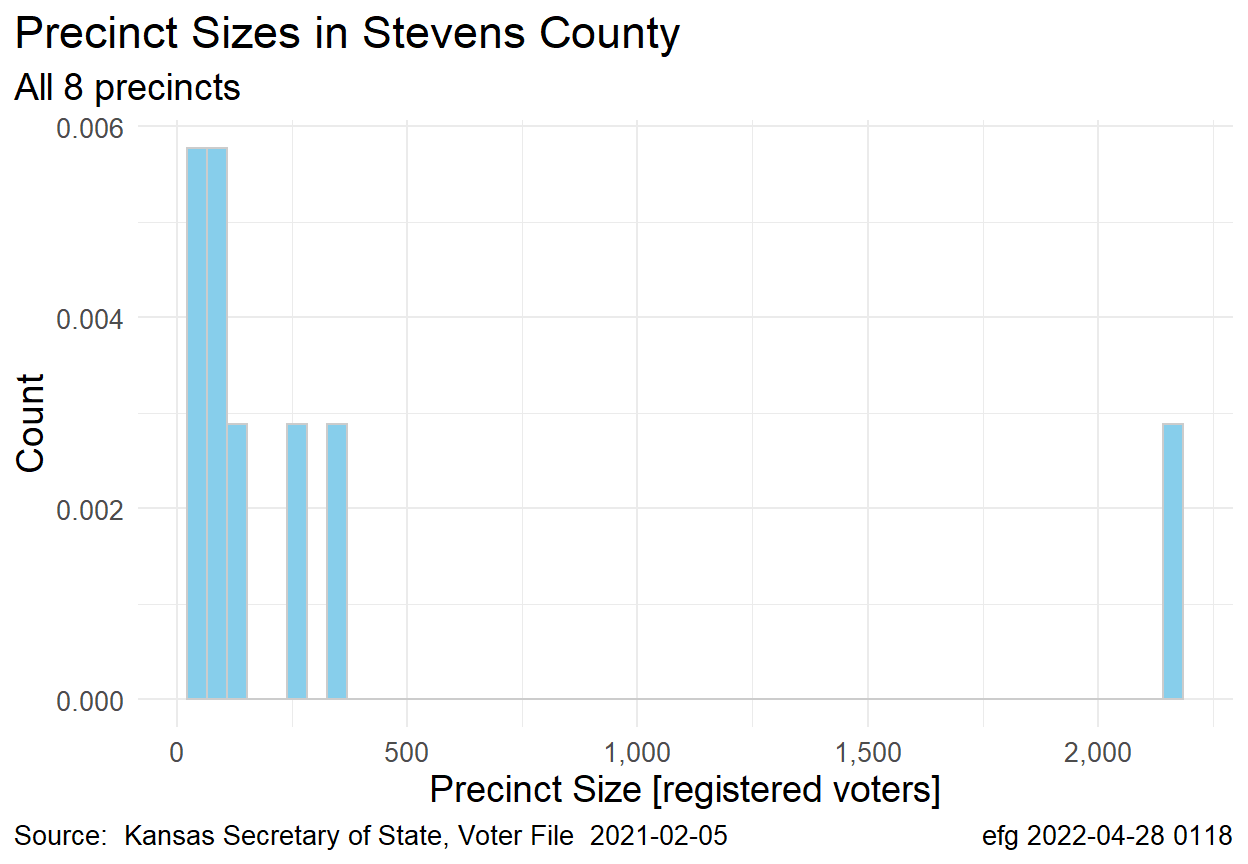 Precinct Sizes in Stevens County
All 8 precincts
0.006
0.004
0.002
0.000
Count
0 500 1,000 1,500 2,000
Precinct Size [registered voters]
Source:  Kansas Secretary of State, Voter File  2021-02-05 efg 2022-04-28 0118